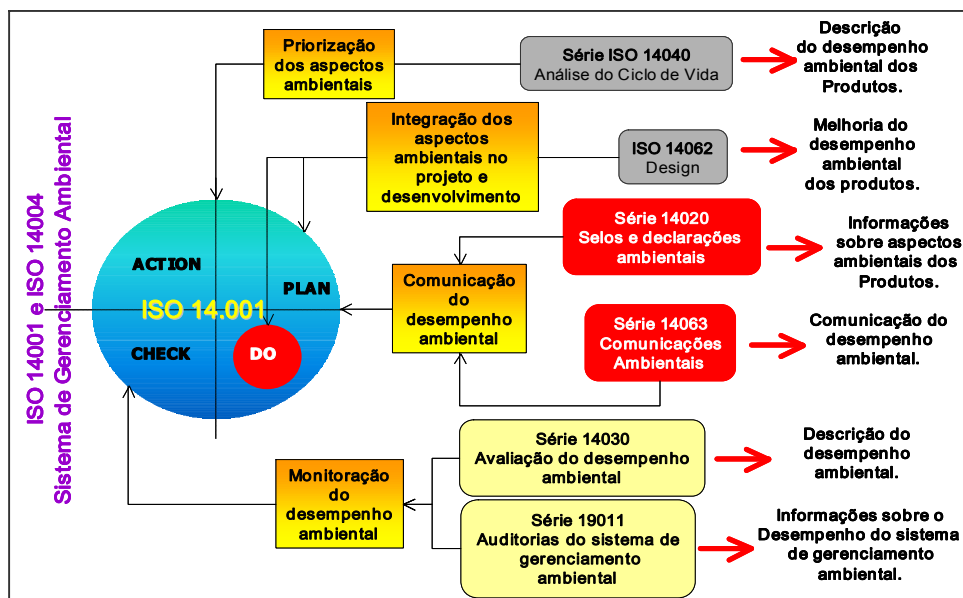 ISO 14001 e ISO 14004
Sistema de Gerenciamento Ambiental
Priorização
dos aspectos
ambientais
Série ISO 14040
Análise do Ciclo de Vida
Descrição
do desempenho
ambiental dos
Produtos.
Integração dos
aspectos
ambientais no
projeto e
desenvolvimento
ISO 14062
Design
Melhoria do
desempenho
ambiental
dos produtos.
ACTION
PLAN
ISO 14.001
CHECK
DO
Comunicação
do
desempenho
ambiental
Série 14020
Selos e declarações
ambientais
Informações
sobre aspectos
ambientais dos
Produtos.
Série 14063
Comunicações
Ambientais
Comunicação do
desempenho
ambiental.
Monitoração
do
desempenho
ambiental
Série 14030
Avaliação do desempenho
ambiental
Descrição do
desempenho
ambiental.
Série 19011
Auditorias do sistema de
gerenciamento
ambiental
Informações sobre o
Desempenho do sistema
de gerenciamento
ambiental.